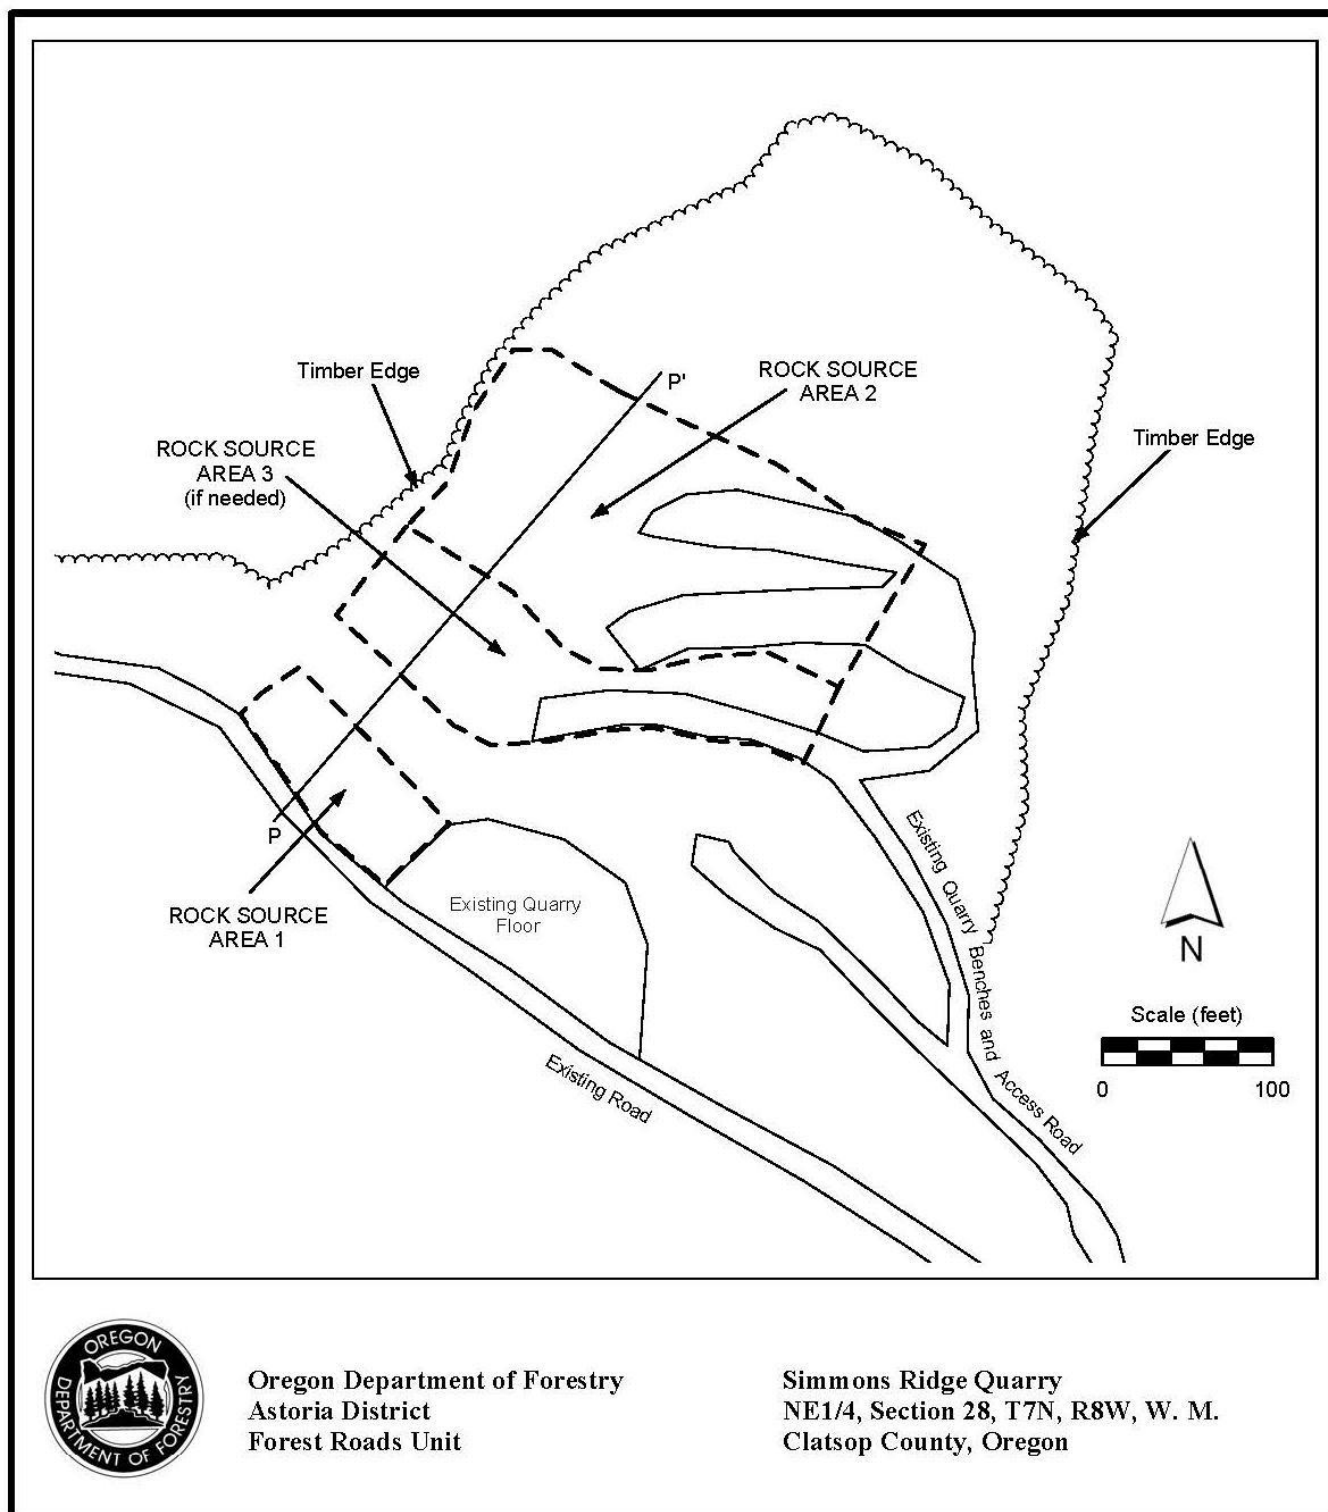 Timber Edge
P'
ROCK SOURCE
AREA 2
ROCK SOURCE
AREA 3
(if needed)
Timber Edge
P
ROCK SOURCE
AREA 1
Existing Quarry
Floor
Existing Quarry Benches and Access Road
Existing Road
N
Scale (feet)
0 100
OREGON
DEPARTMENT OF FORESTRY
Oregon Department of Forestry
Astoria District
Forest Roads Unit
Simmons Ridge Quarry
NE1/4, Section 28, T7N, R8W, W. M.
Clatsop County, Oregon